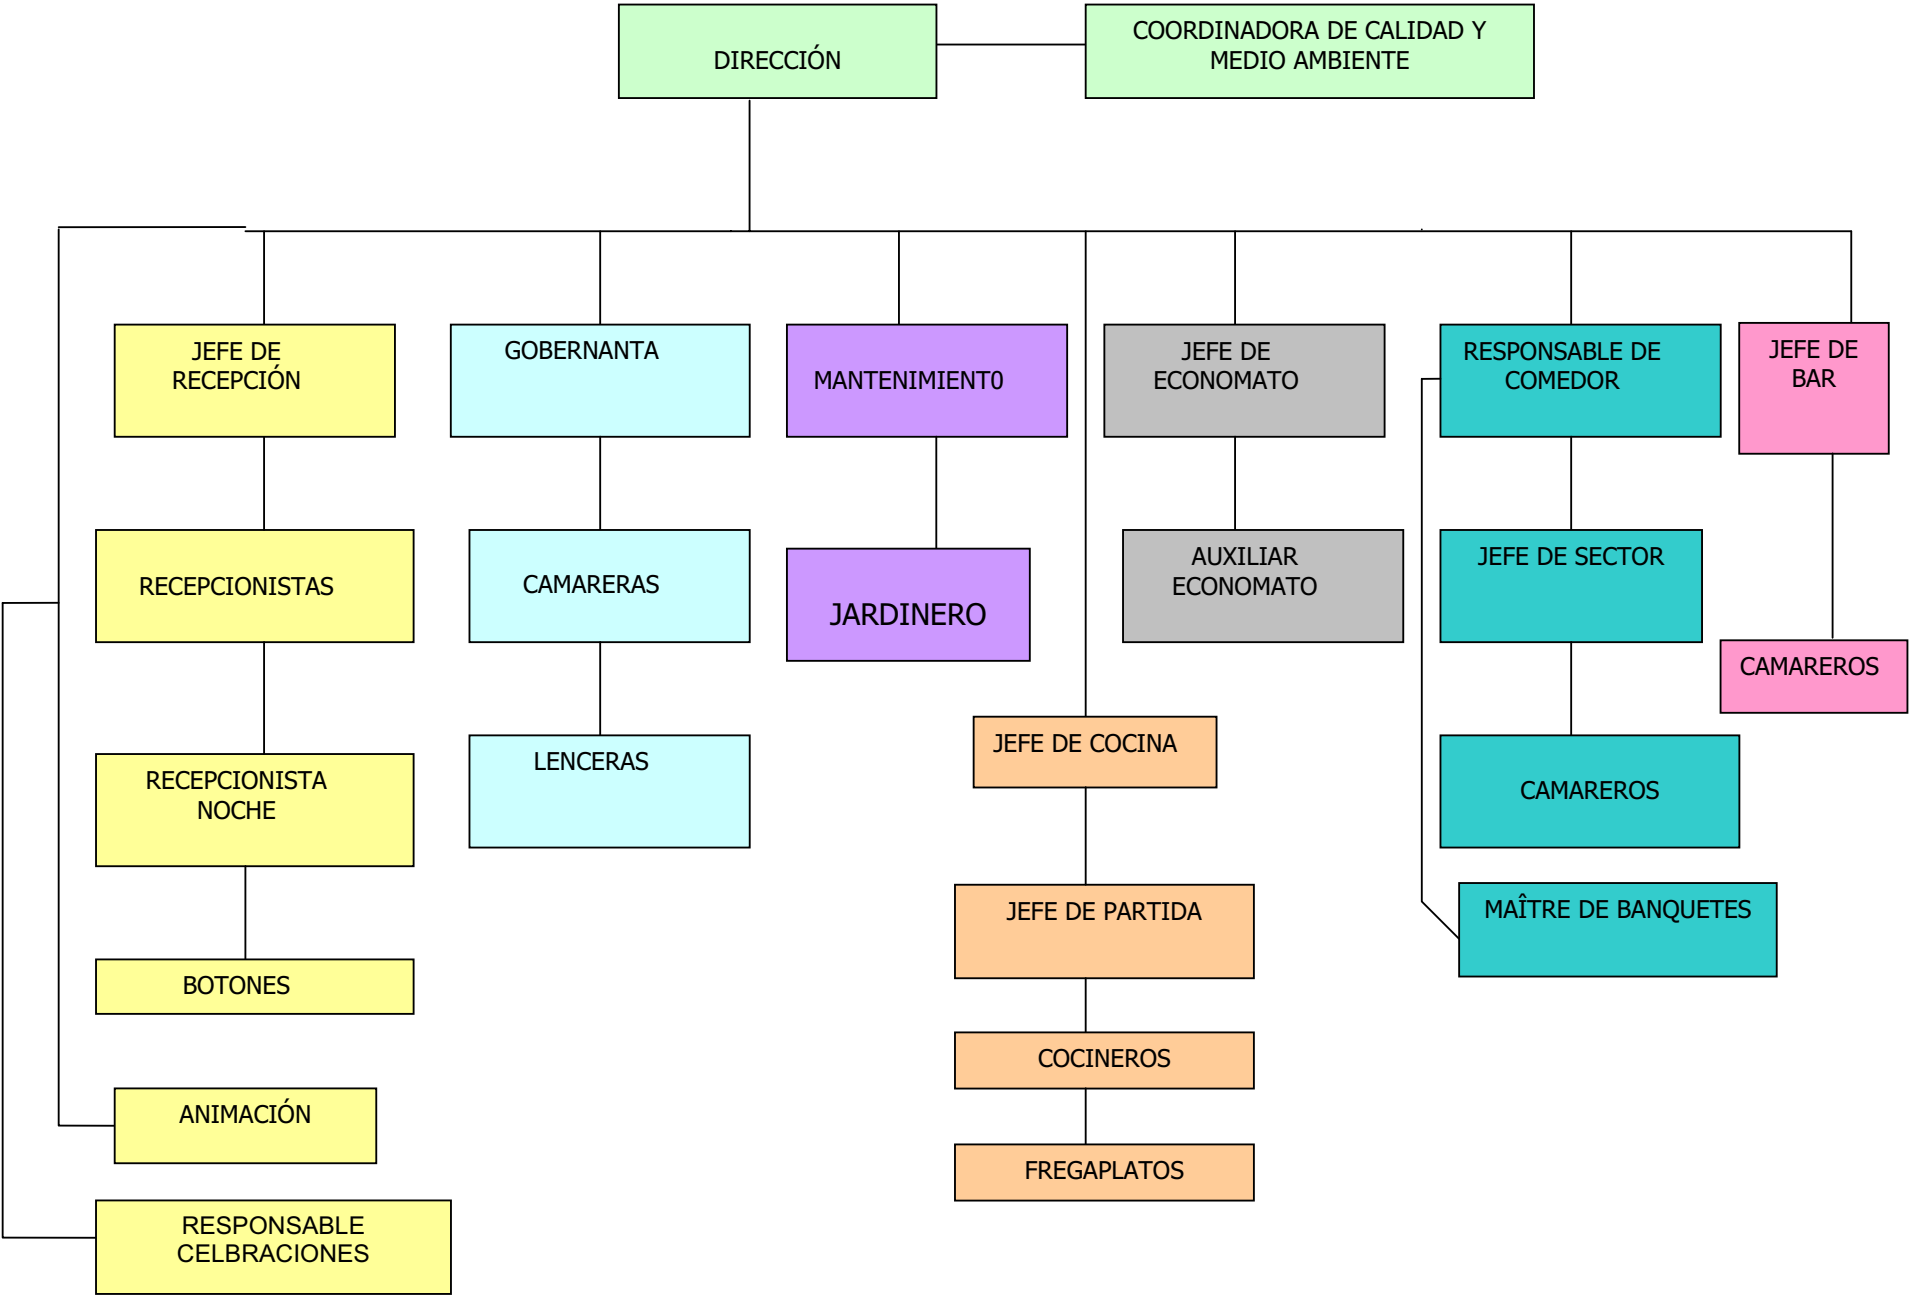 DIRECCIÓN
COORDINADORA DE CALIDAD Y
MEDIO AMBIENTE
JEFE DE
RECEPCIÓN
GOBERNANTA
MANTENIMIENT0
JEFE DE
ECONOMATO
RESPONSABLE DE
COMEDOR
JEFE DE
BAR
RECEPCIONISTAS
CAMARERAS
JARDINERO
AUXILIAR
ECONOMATO
JEFE DE SECTOR
CAMAREROS
RECEPCIONISTA
NOCHE
LENCERAS
JEFE DE COCINA
CAMAREROS
JEFE DE PARTIDA
MAÎTRE DE BANQUETES
BOTONES
COCINEROS
ANIMACIÓN
FREGAPLATOS
RESPONSABLE
CELBRACIONES